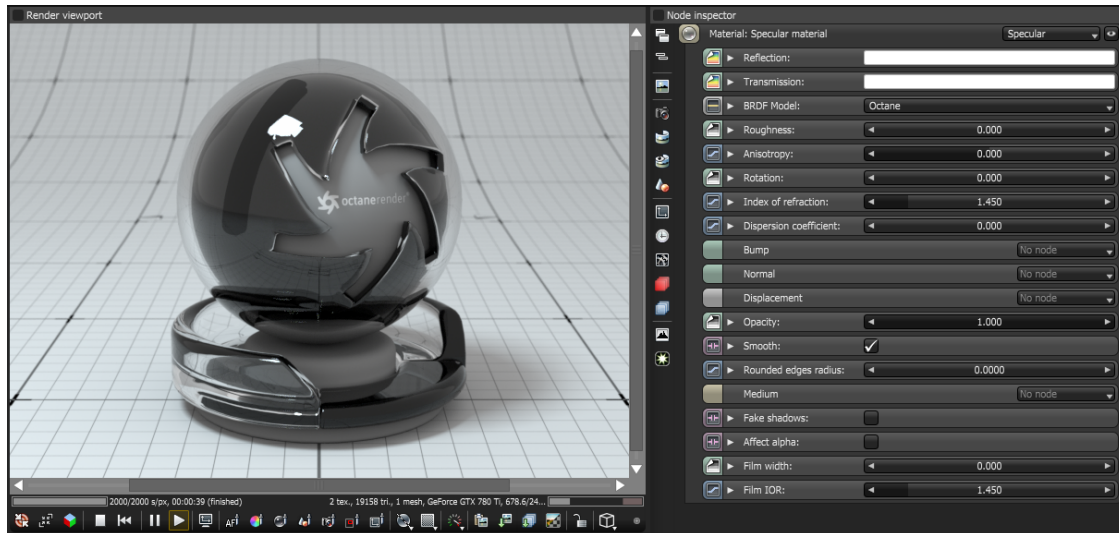 Render viewport
octanerender
2000/2000 s/px, 00:00:39 (finished)
2 tex., 19158 tri., 1 mesh, GeForce GTX 780 Ti, 678.6/24...
AF
Node inspector
Material: Specular material
Specular
Reflection:
Transmission:
BRDF Model:
Octane
Roughness:
0.000
Anisotropy:
0.000
Rotation:
0.000
Index of refraction:
1.450
Dispersion coefficient:
0.000
Bump
No node
Normal
No node
Displacement
No node
Opacity:
1.000
Smooth:
Rounded edges radius:
0.0000
Medium
No node
Fake shadows:
Affect alpha:
Film width:
0.000
Film IOR:
1.450